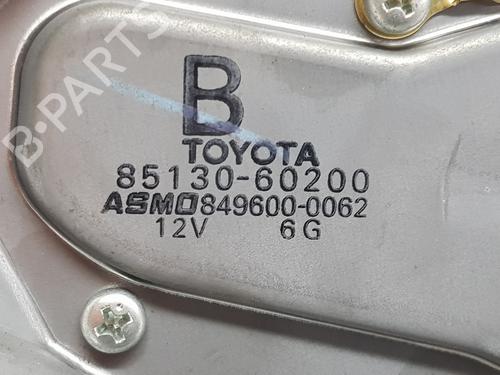 B-PARTS
B
TOYOTA
85130-60200
ASMO 849600-0062
12V 6G